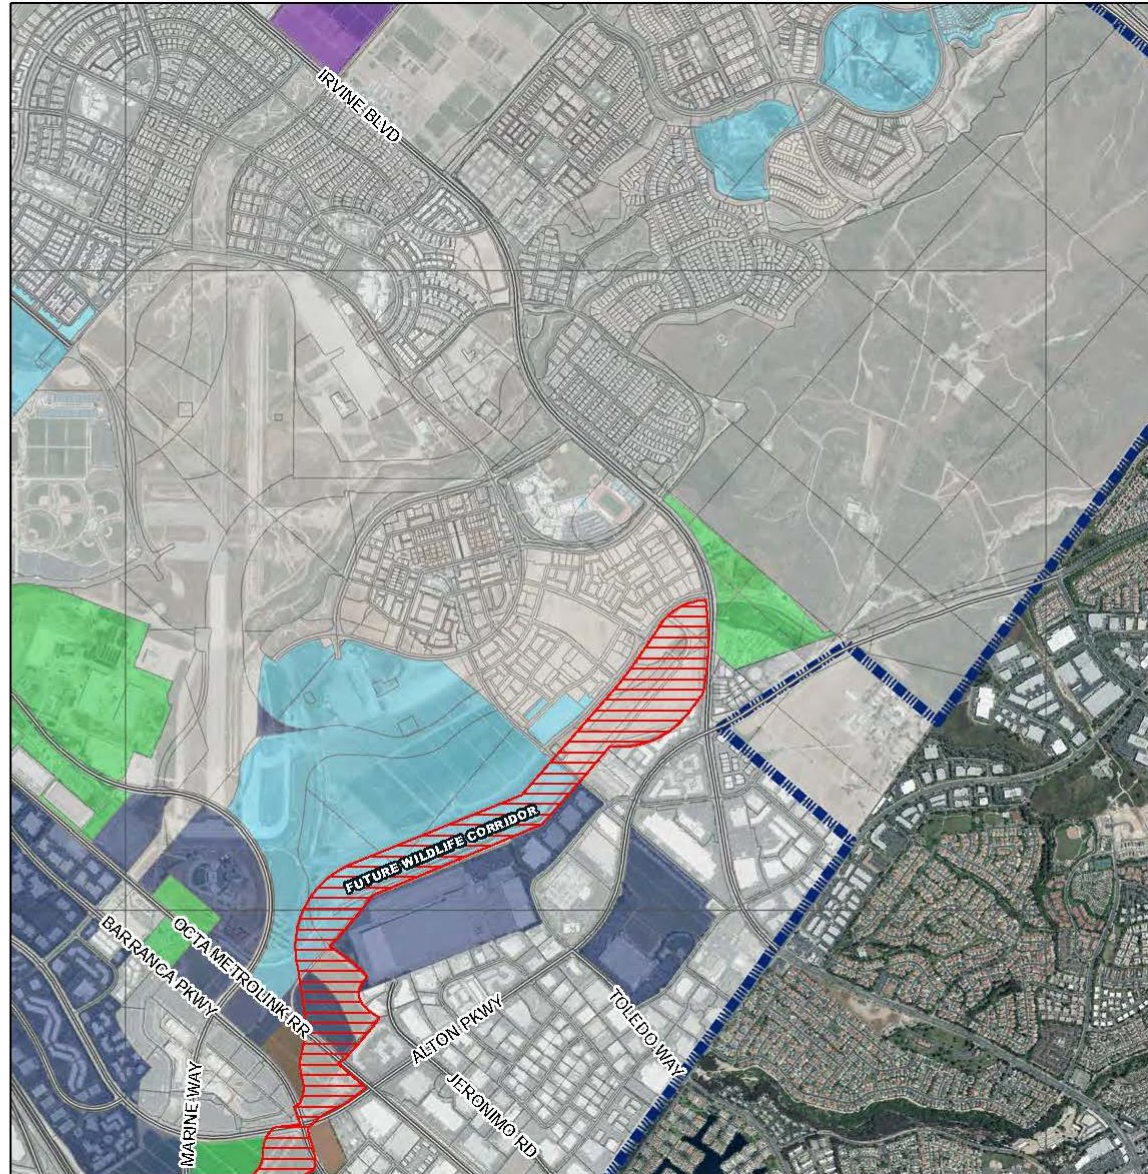 IRVINE BLVD
FUTURE WILDLIFE CORRIDOR
OCTA METROLINK RR
BARRANCA PKWY
ALTON PKWY
TOLEDO WAY
JERONIMO RD
MARINE WAY